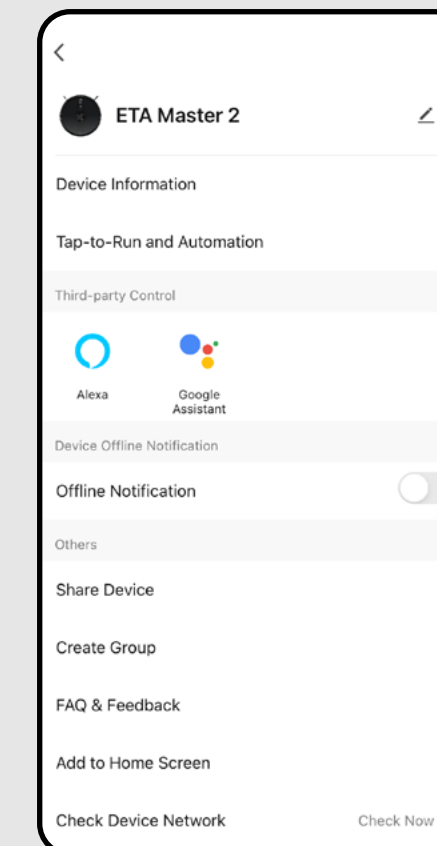 ETA Master 2
Device Information
Tap-to-Run and Automation
Third-party Control
Alexa
Google
Assistant
Device Offline Notification
Offline Notification
Others
Share Device
Create Group
FAQ & Feedback
Add to Home Screen
Check Device Network Check Now